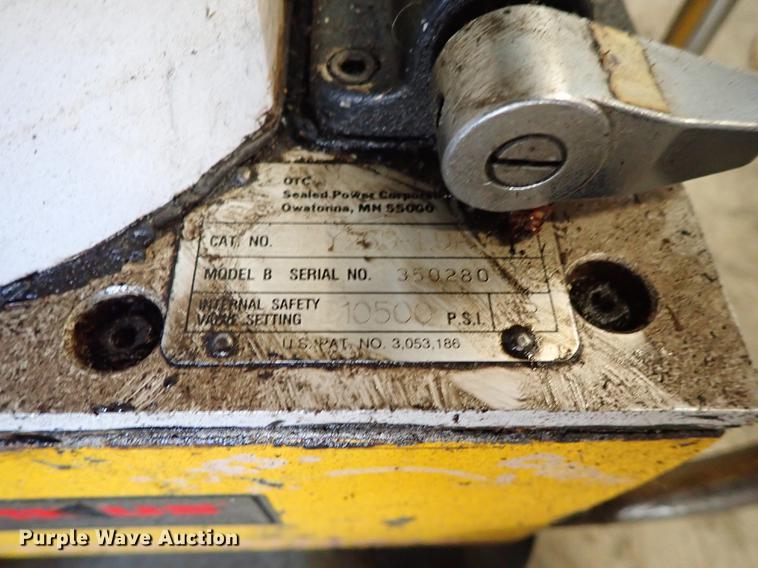 OTC
Sealed Power
Owatonna, MN 55060
CAT. NO.
MODEL B SERIAL NO. 350280
INTERNAL SAFETY
VALVE SETTING 10500 P.S.I.
U.S. PAT. NO. 3,053,186
Purple Wave Auction